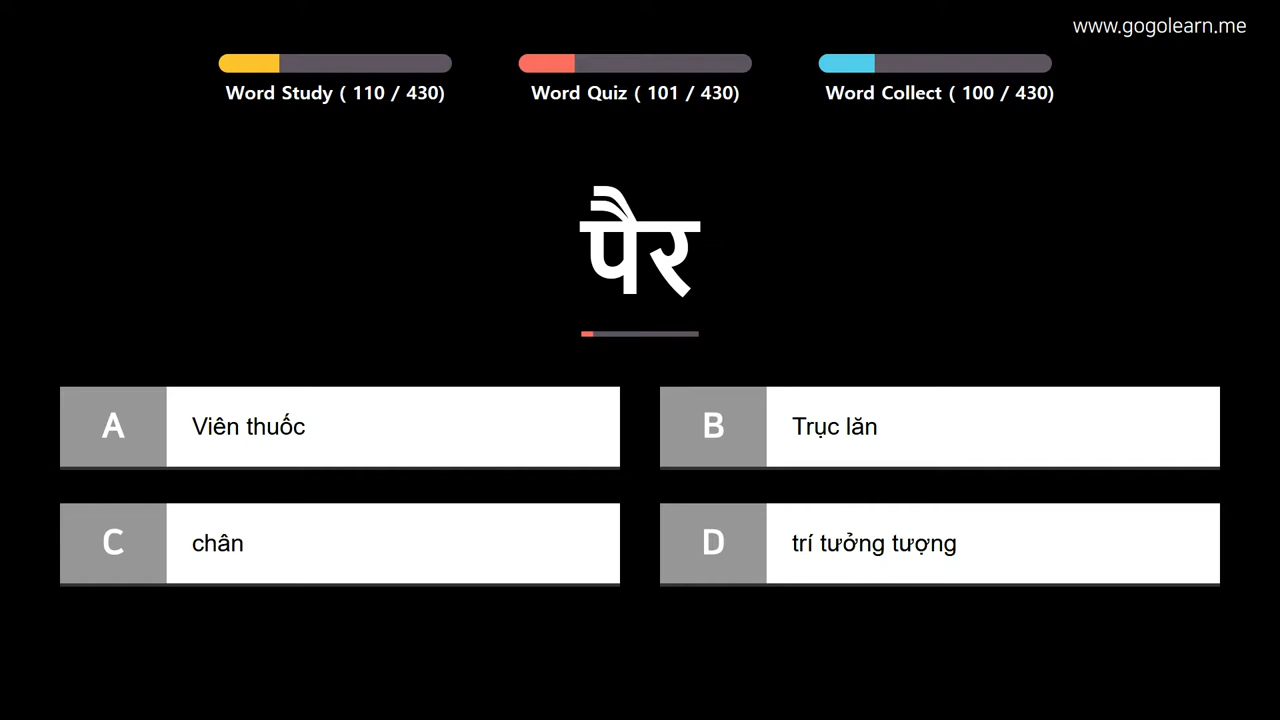 www.gogolearn.me
Word Study ( 110 / 430)
Word Quiz ( 101 / 430)
Word Collect ( 100 / 430)
पैर
A Viên thuốc
B Trục lăn
C chân
D trí tưởng tượng